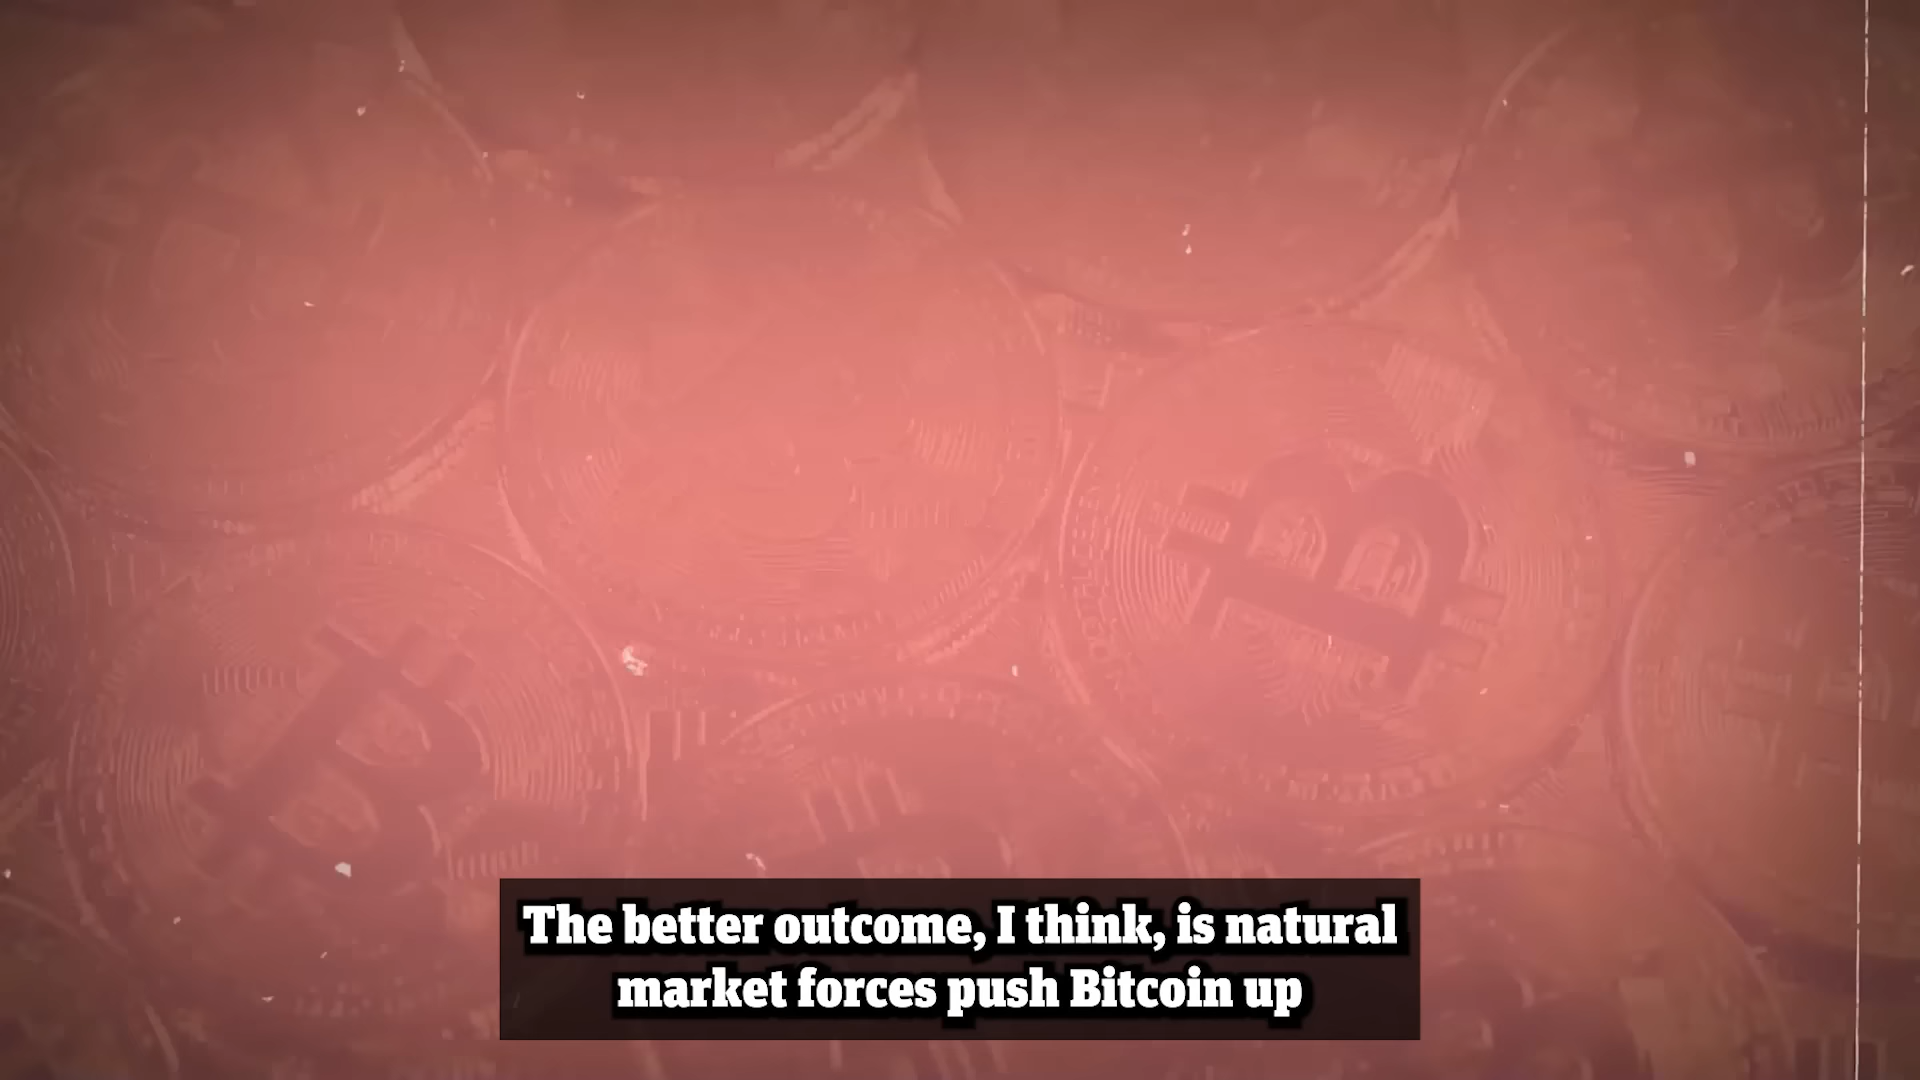 The better outcome, I think, is natural
market forces push Bitcoin up